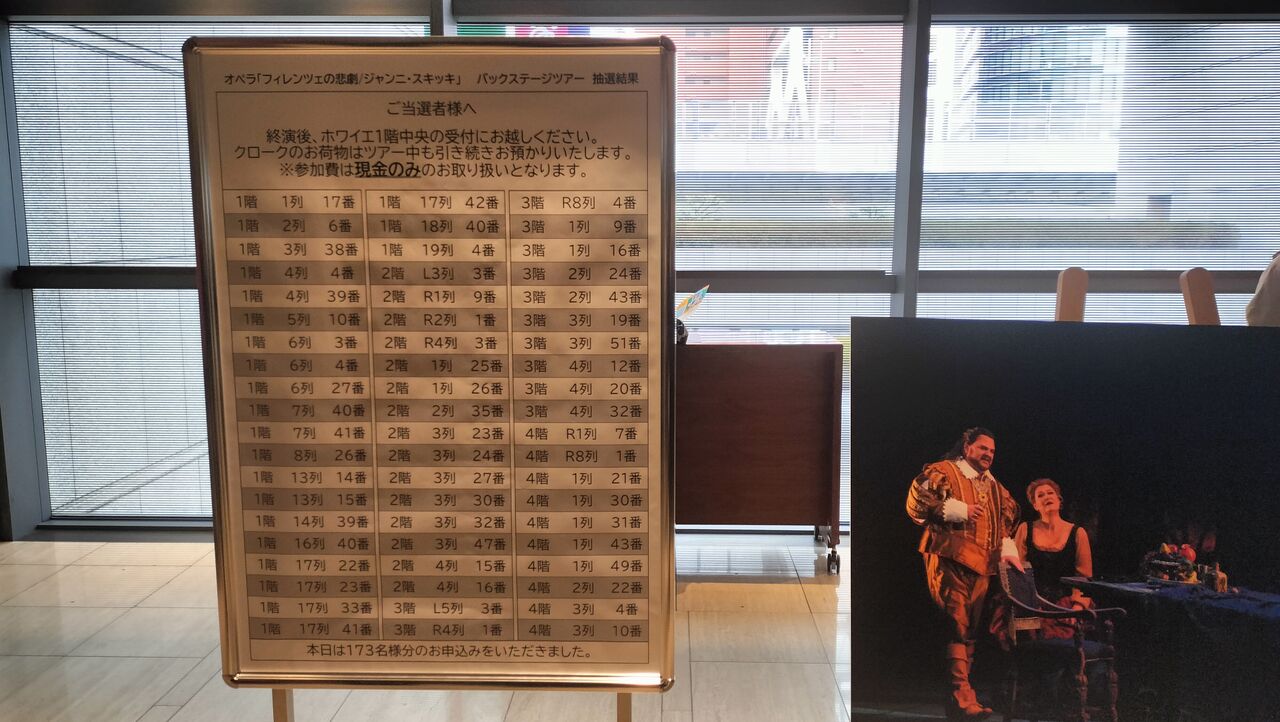 オペラ「フィレンツェの悲劇/ジャンニ・スキッキ」 バックステージツアー 抽選結果
ご当選者様へ
終演後、ホワイエ1階中央の受付にお越しください。
クロークのお荷物はツアー中も引き続きお預かりいたします。
※参加費は現金のみのお取り扱いとなります。
1階 1列 17番 1階 17列 42番 3階 R8列 4番
1階 2列 6番 1階 18列 40番 3階 1列 9番
1階 3列 38番 1階 19列 4番 3階 1列 16番
1階 4列 4番 2階 L3列 3番 3階 2列 24番
1階 4列 39番 2階 R1列 9番 3階 2列 43番
1階 5列 10番 2階 R2列 1番 3階 3列 19番
1階 6列 3番 2階 R4列 3番 3階 3列 51番
1階 6列 4番 2階 1列 25番 3階 4列 12番
1階 6列 27番 2階 1列 26番 3階 4列 20番
1階 7列 40番 2階 2列 35番 3階 4列 32番
1階 7列 41番 2階 3列 23番 4階 R1列 7番
1階 8列 26番 2階 3列 24番 4階 R8列 1番
1階 13列 14番 2階 3列 27番 4階 1列 21番
1階 13列 15番 2階 3列 30番 4階 1列 30番
1階 14列 39番 2階 3列 32番 4階 1列 31番
1階 16列 40番 2階 3列 47番 4階 1列 43番
1階 17列 22番 2階 4列 15番 4階 1列 49番
1階 17列 23番 2階 4列 16番 4階 2列 22番
1階 17列 33番 3階 L5列 3番 4階 3列 4番
1階 17列 41番 3階 R4列 1番 4階 3列 10番
本日は173名様分のお申込みをいただきました。